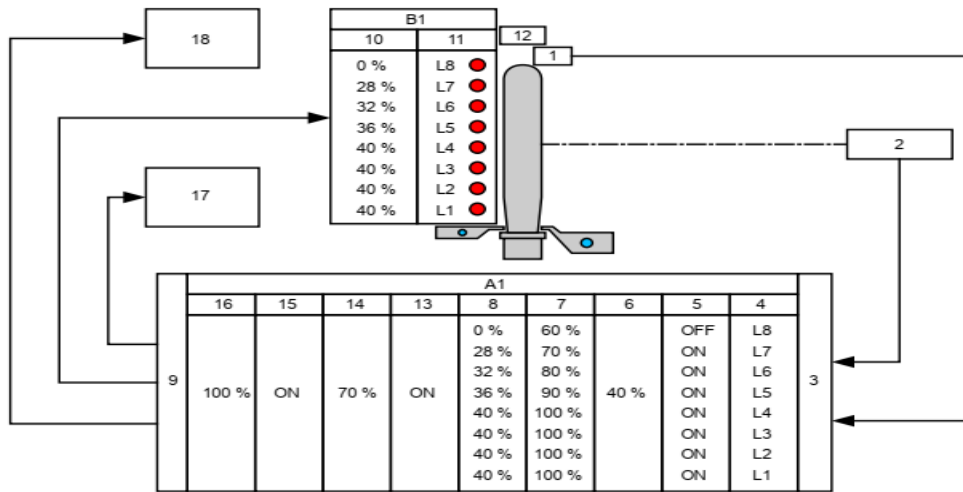 18
B1
10 11
12
1
0 % L8
28 % L7
32 % L6
36 % L5
40 % L4
40 % L3
40 % L2
40 % L1
2
17
A1
16 15 14 13 8 7 6 5 4
0 % 60 % OFF L8
28 % 70 % ON L7
32 % 80 % ON L6
9 100 % ON 70 % ON 36 % 90 % 40 % ON L5 3
40 % 100 % ON L4
40 % 100 % ON L3
40 % 100 % ON L2
40 % 100 % ON L1